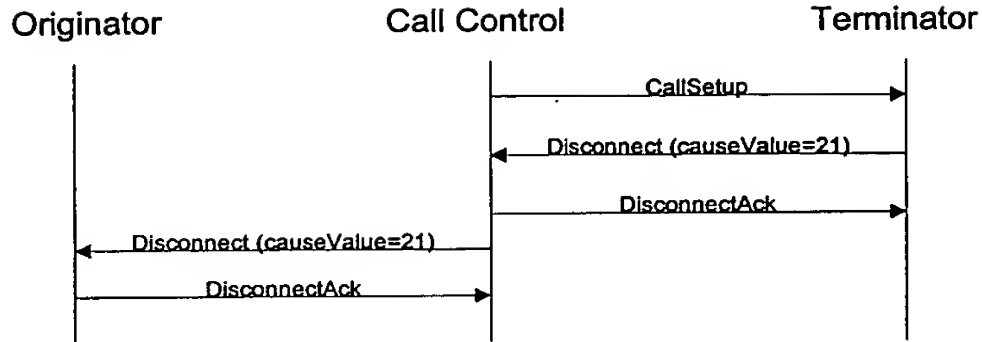 Originator Call Control Terminator
CallSetup
Disconnect (causeValue=21)
DisconnectAck
Disconnect (causeValue=21)
DisconnectAck